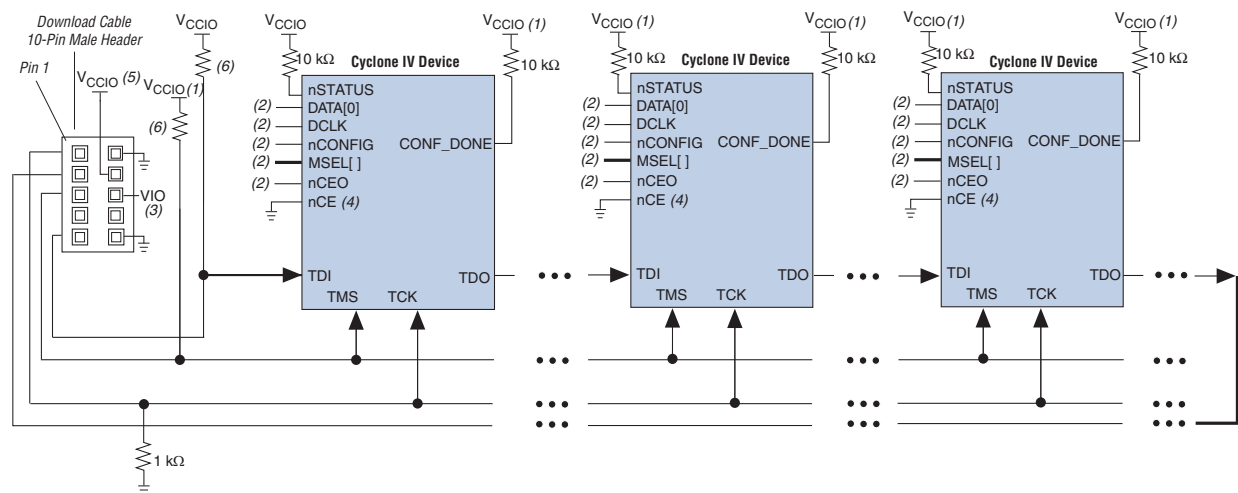 Download Cable
10-Pin Male Header
Pin 1
VCCIO (5)
VCCIO(1)
(6)
VCCIO
(6)
VIO
(3)
1 kΩ
VCCIO
10 kΩ
Cyclone IV Device
VCCIO (1)
10 kΩ
nSTATUS
(2) DATA[0]
(2) DCLK
(2) nCONFIG
CONF_DONE
(2) MSEL[ ]
(2) nCEO
nCE (4)
TDI
TDO
TMS
TCK
VCCIO (1)
10 kΩ
Cyclone IV Device
VCCIO (1)
10 kΩ
nSTATUS
(2) DATA[0]
(2) DCLK
(2) nCONFIG
CONF_DONE
(2) MSEL[ ]
(2) nCEO
nCE (4)
TDI
TDO
TMS
TCK
VCCIO(1)
10 kΩ
Cyclone IV Device
VCCIO (1)
10 kΩ
nSTATUS
(2) DATA[0]
(2) DCLK
(2) nCONFIG
CONF_DONE
(2) MSEL[ ]
(2) nCEO
nCE (4)
TDI
TDO
TMS
TCK